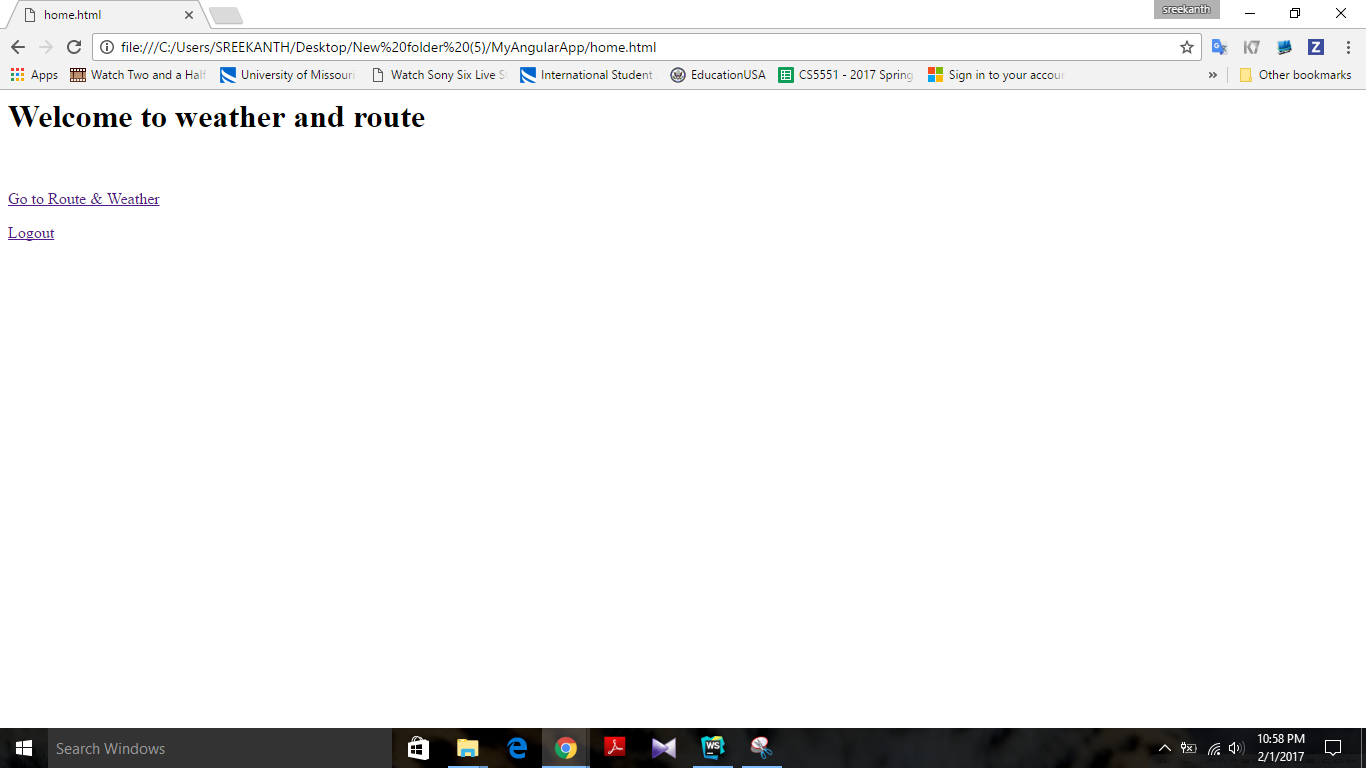 home.html
sreekanth
file:///C:/Users/SREEKANTH/Desktop/New%20folder%20(5)/MyAngularApp/home.html
K7
Z
Apps Watch Two and a Half University of Missouri Watch Sony Six Live EducationUSA International Student CS5551 - 2017 Spring Sign in to your accou » Other bookmarks
Welcome to weather and route
Go to Route & Weather
Logout
Search Windows
WS
10:58 PM
2/1/2017